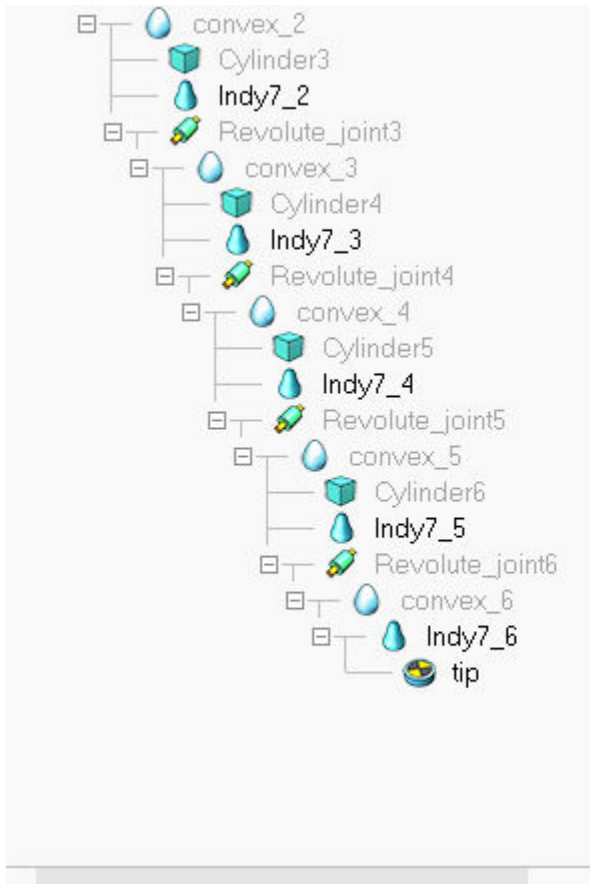 convex_2
Cylinder3
Indy7_2
Revolute_joint3
convex_3
Cylinder4
Indy7_3
Revolute_joint4
convex_4
Cylinder5
Indy7_4
Revolute_joint5
convex_5
Cylinder6
Indy7_5
Revolute_joint6
convex_6
Indy7_6
tip